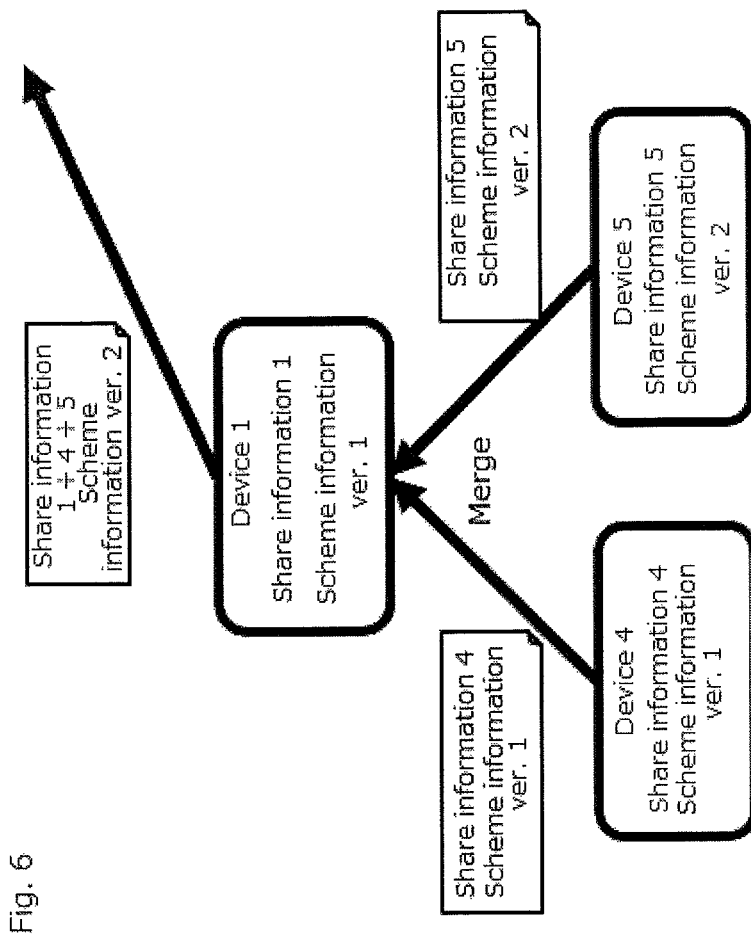 Fig. 6
Share information
1 + 4 + 5
Scheme
information ver. 2
Device 1
Share information 1
Scheme information
ver. 1
Merge
Share information 4
Scheme information
ver. 1
Share information 5
Scheme information
ver. 2
Device 4
Share information 4
Scheme information
ver. 1
Device 5
Share information 5
Scheme information
ver. 2